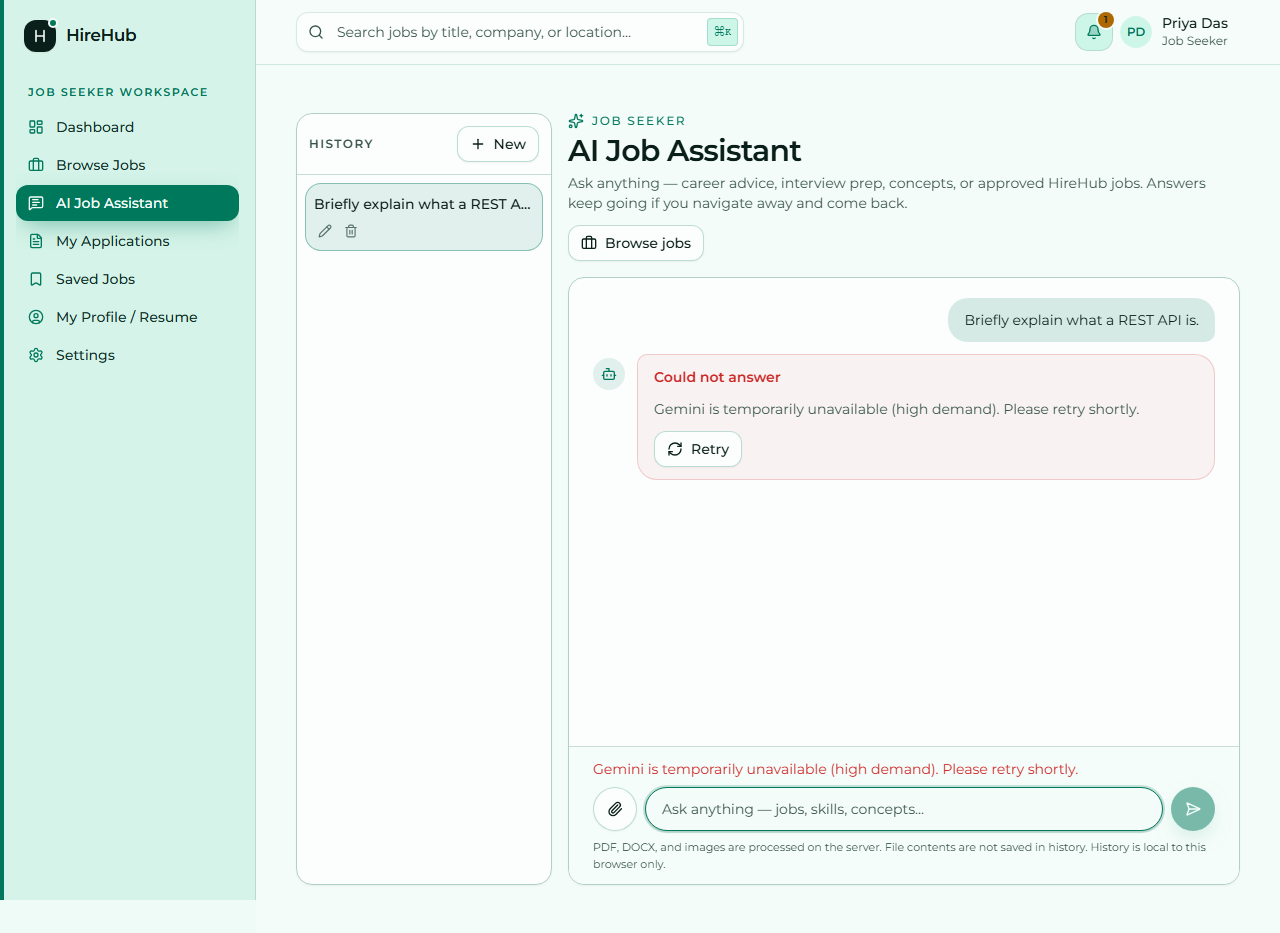 H HireHub
Search jobs by title, company, or location...
⌘K
1
PD
Priya Das
Job Seeker
JOB SEEKER WORKSPACE
Dashboard
Browse Jobs
AI Job Assistant
My Applications
Saved Jobs
My Profile / Resume
Settings
HISTORY
New
Briefly explain what a REST A...
JOB SEEKER
AI Job Assistant
Ask anything — career advice, interview prep, concepts, or approved HireHub jobs. Answers
keep going if you navigate away and come back.
Browse jobs
Briefly explain what a REST API is.
Could not answer
Gemini is temporarily unavailable (high demand). Please retry shortly.
Retry
Gemini is temporarily unavailable (high demand). Please retry shortly.
Ask anything — jobs, skills, concepts...
PDF, DOCX, and images are processed on the server. File contents are not saved in history. History is local to this
browser only.